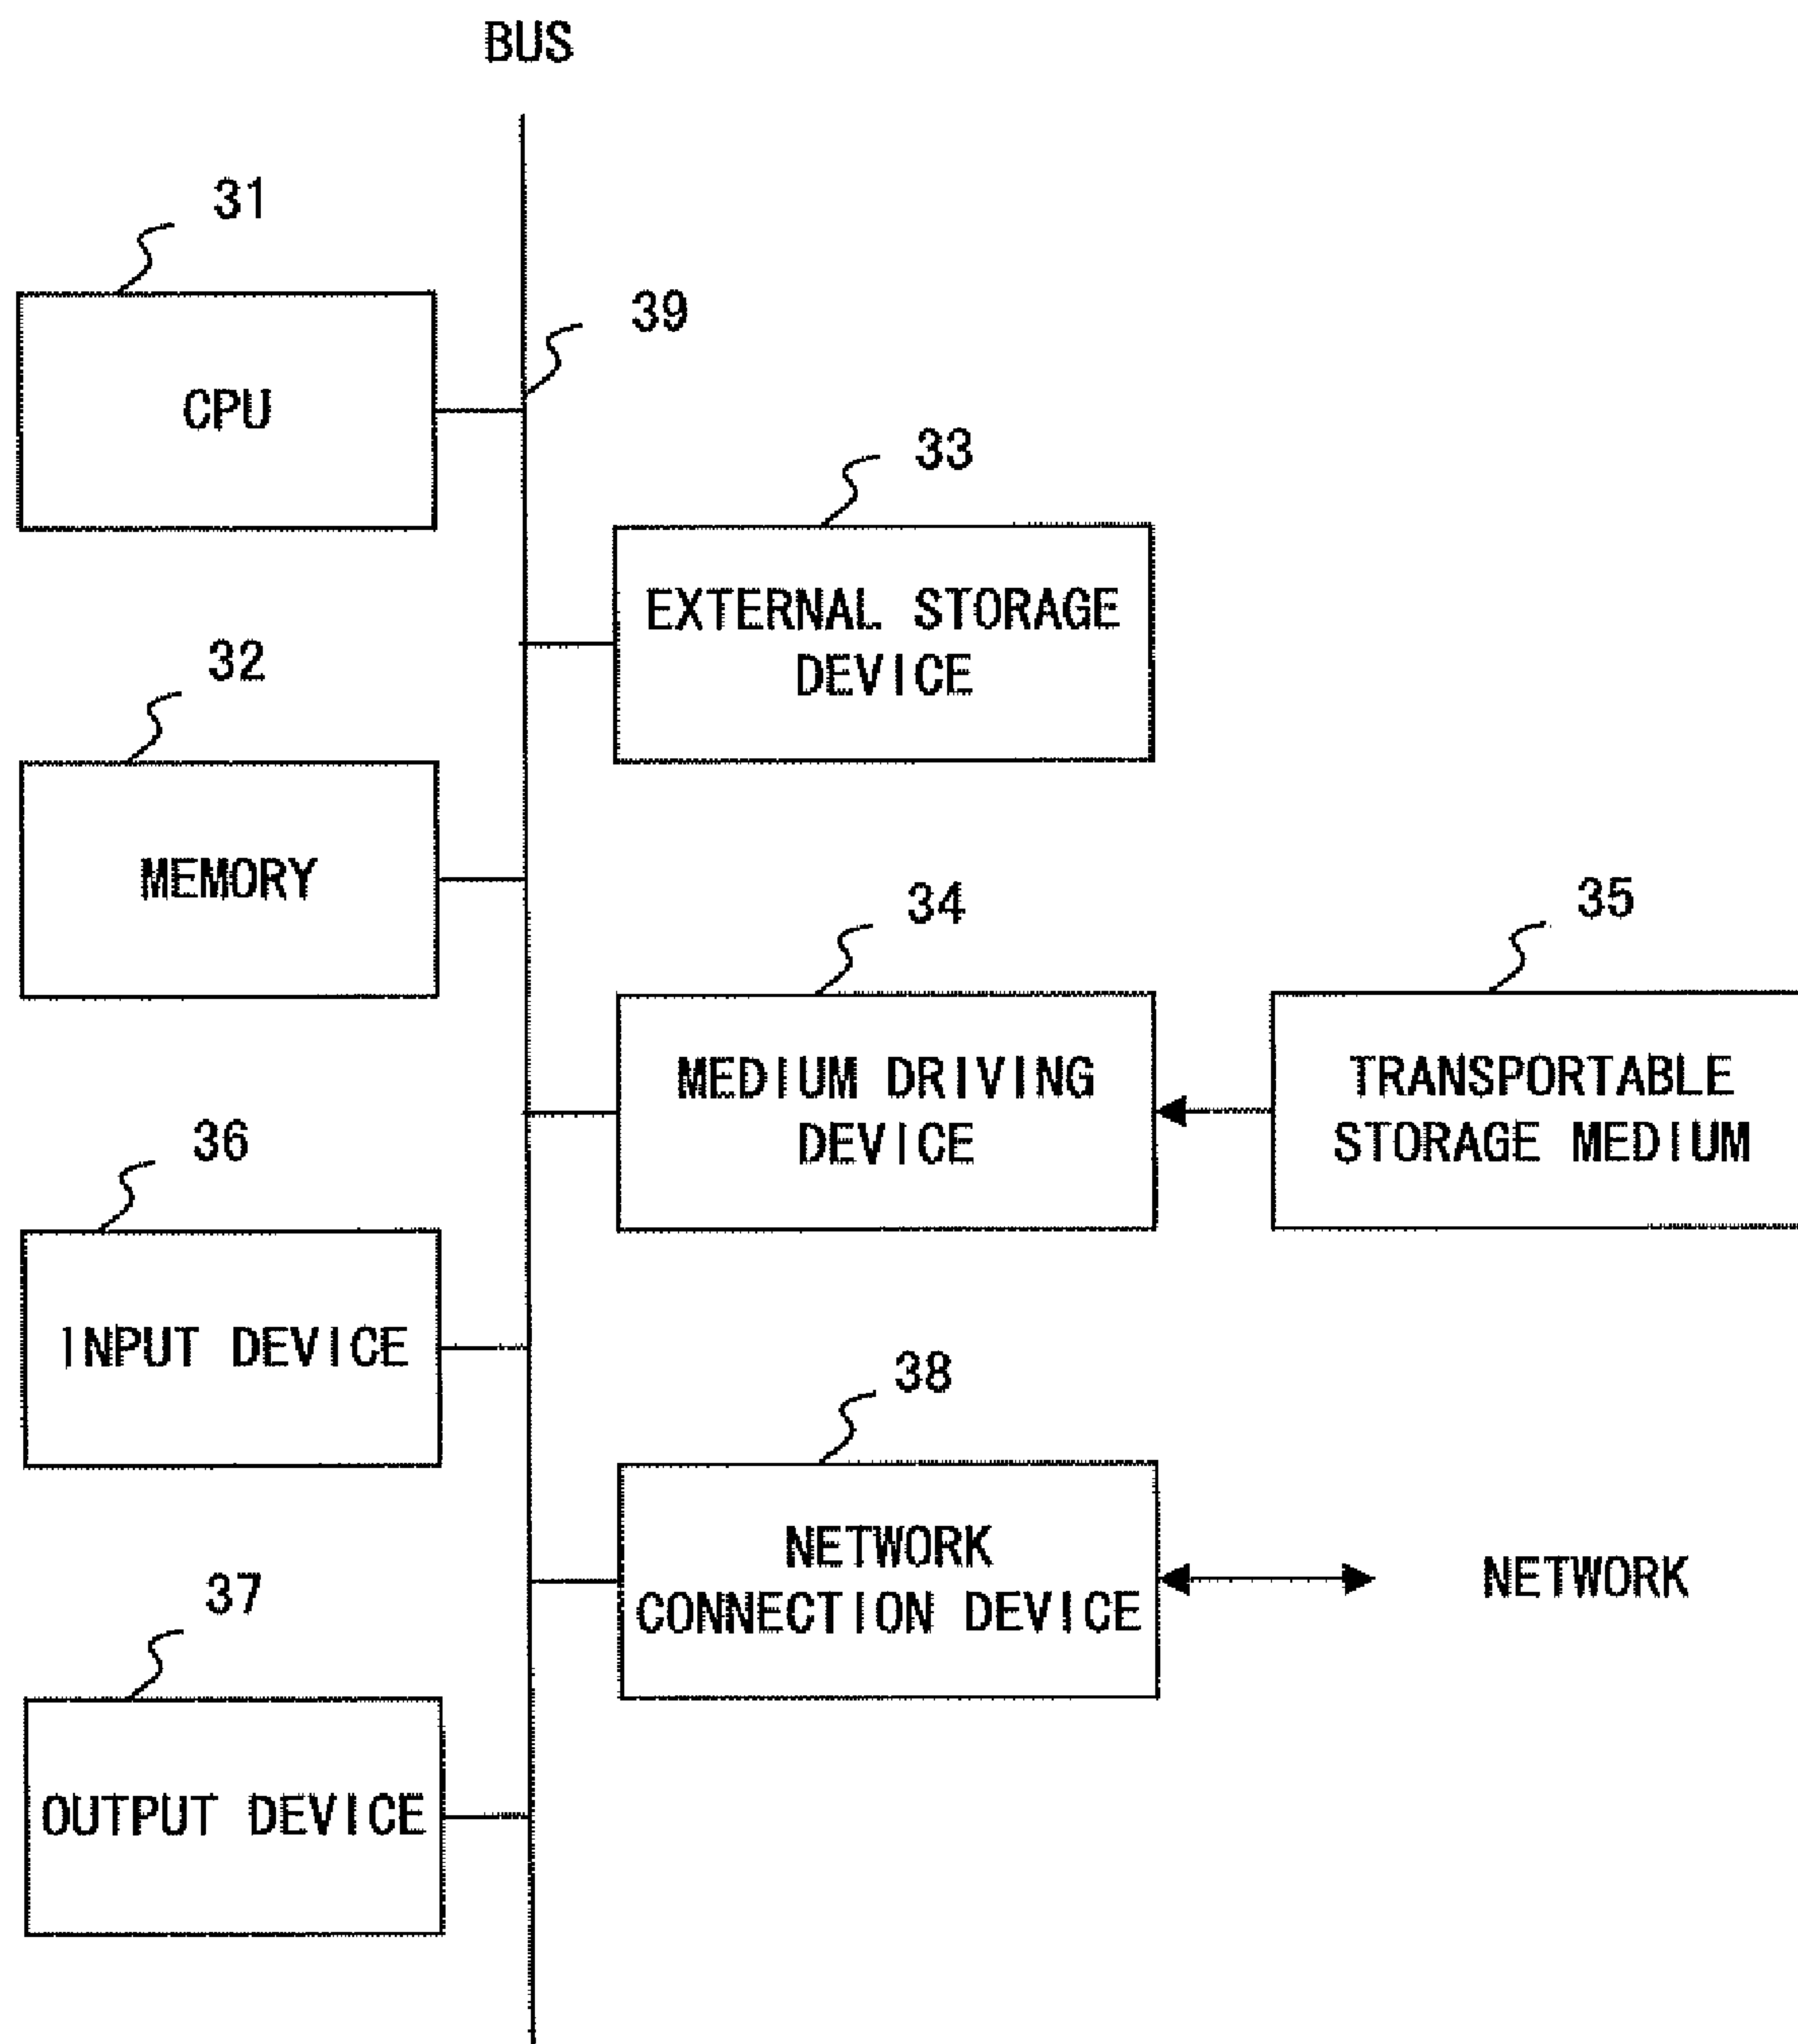 BUS
31
39
CPU
33
EXTERNAL STORAGE
DEVICE
32
MEMORY
34
35
MEDIUM DRIVING
DEVICE
TRANSPORTABLE
STORAGE MEDIUM
36
INPUT DEVICE
38
NETWORK
CONNECTION DEVICE
NETWORK
37
OUTPUT DEVICE